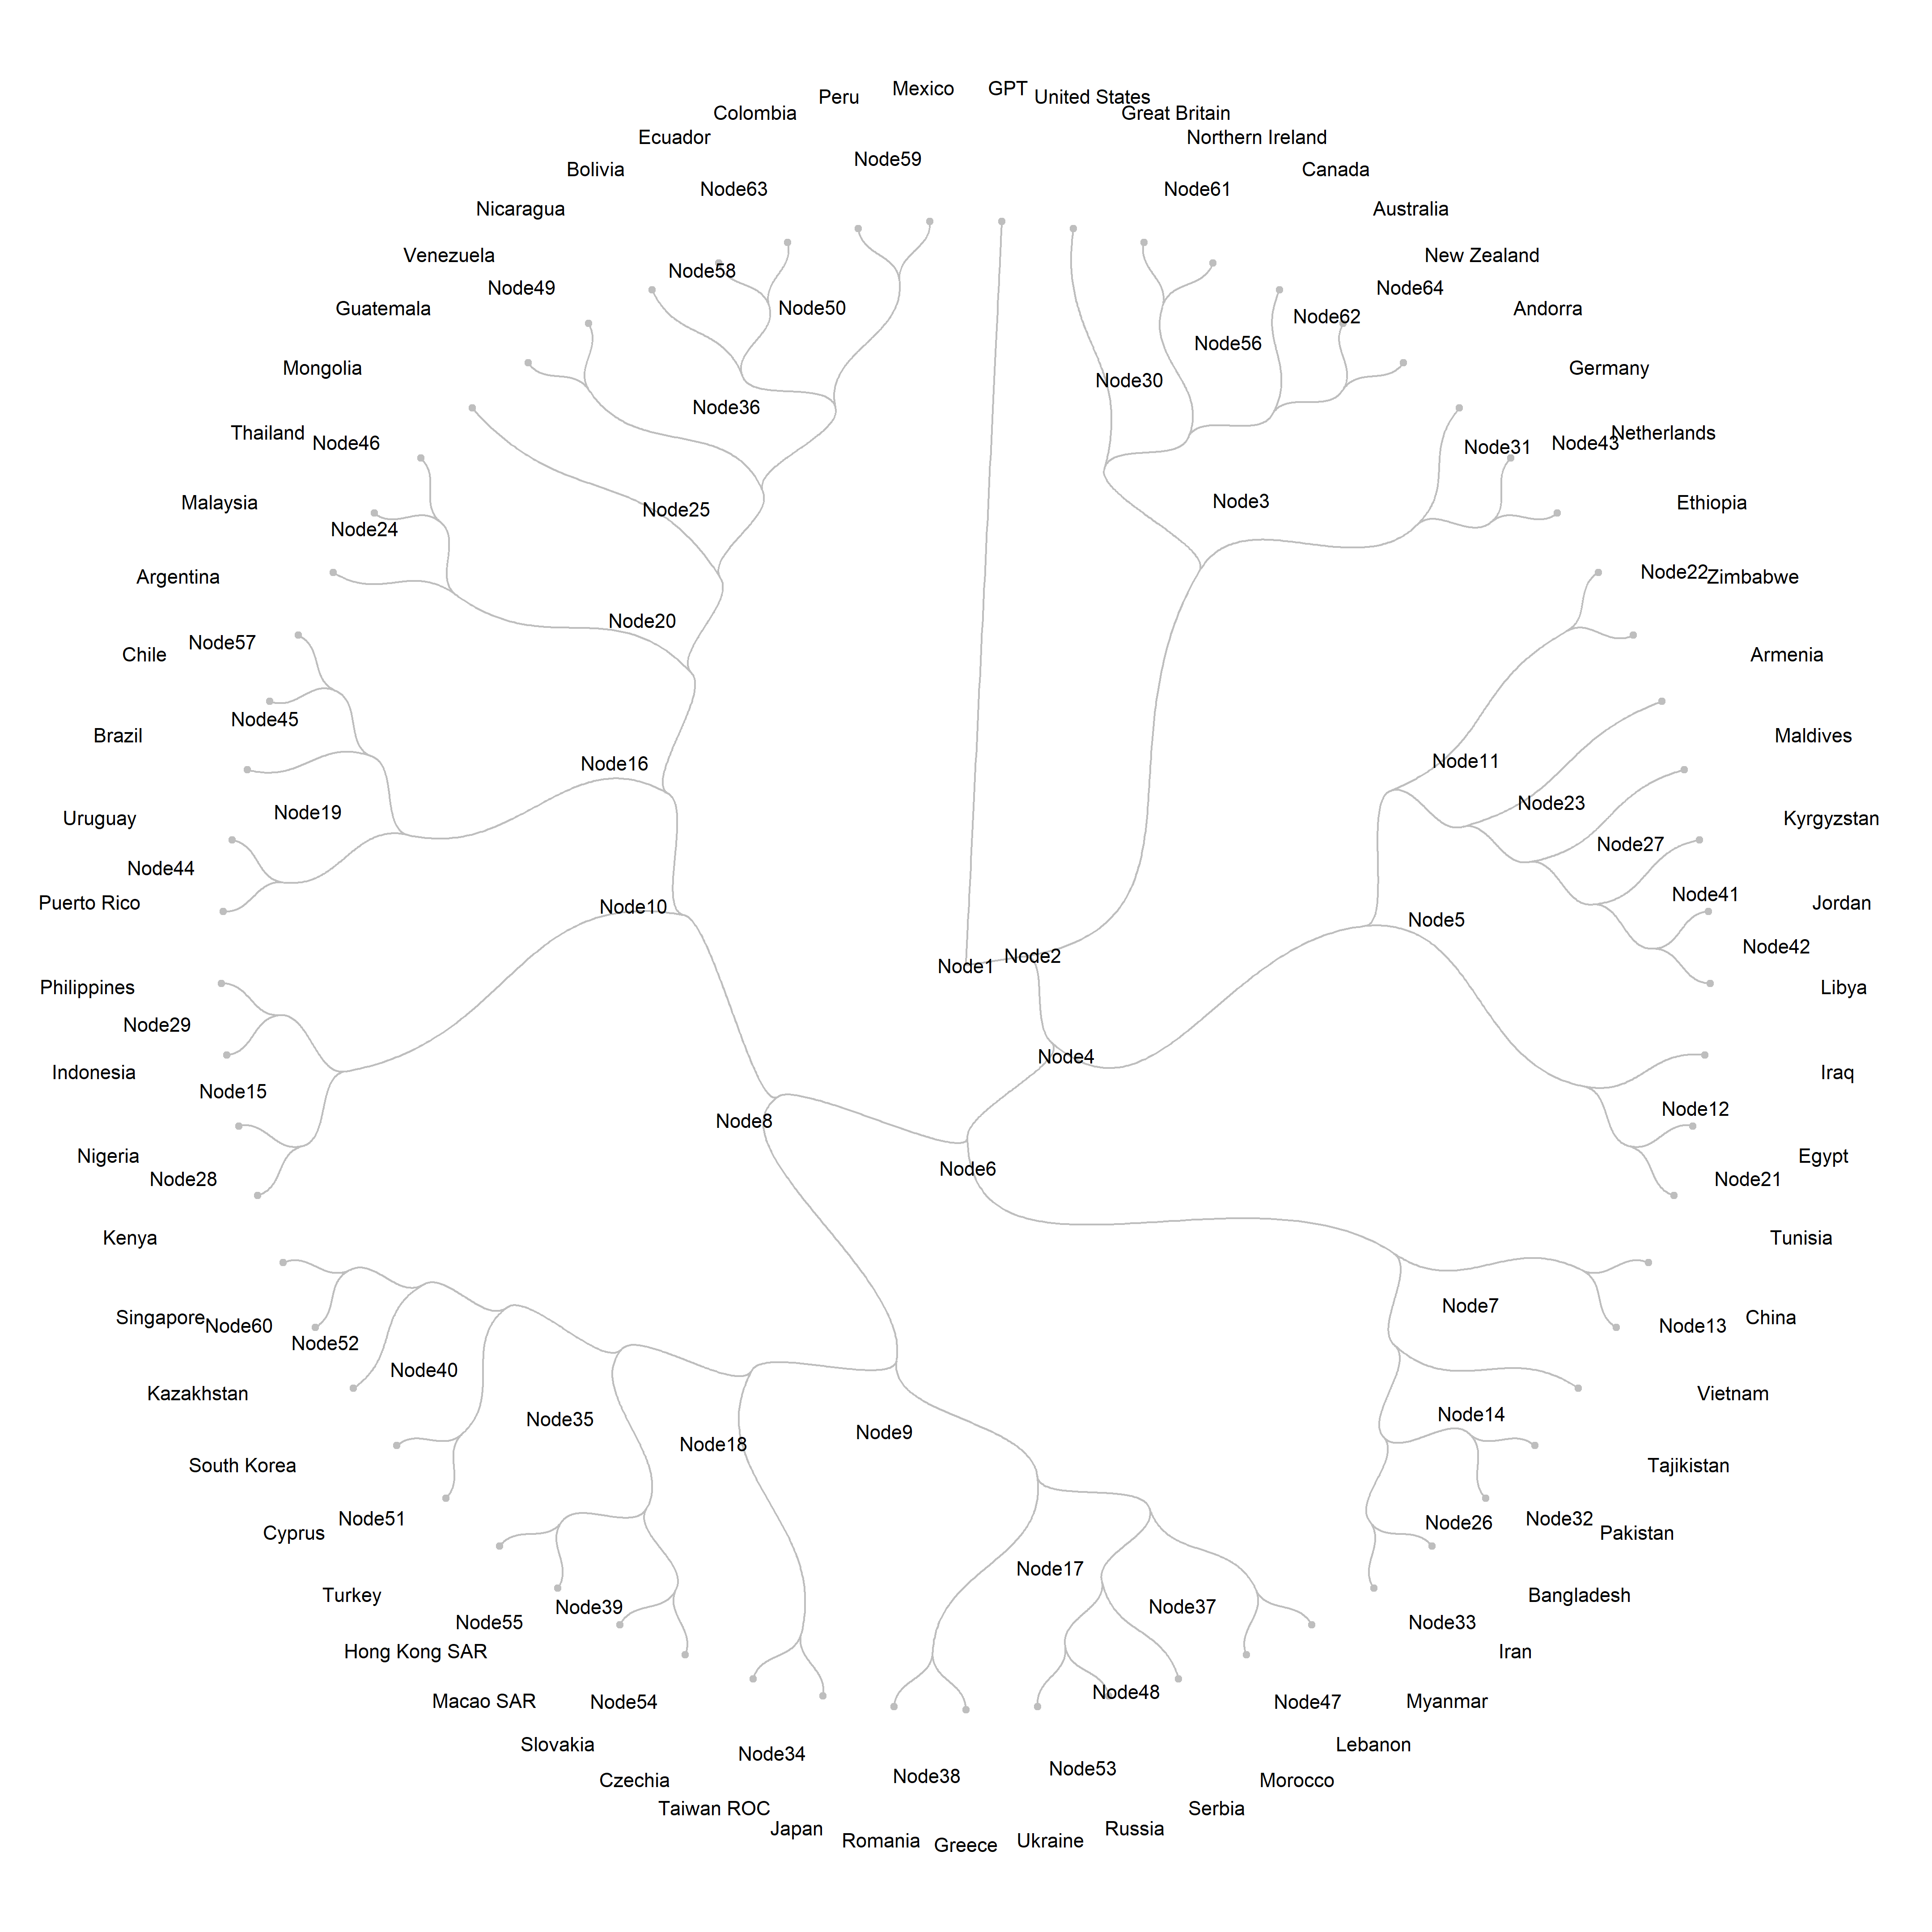 Mexico
GPT
Peru
United States
Colombia
Great Britain
Ecuador
Northern Ireland
Node59
Bolivia
Canada
Node63
Node61
Nicaragua
Australia
Venezuela
New Zealand
Node58
Node49
Node64
Guatemala
Node50
Andorra
Node62
Node56
Mongolia
Germany
Node30
Node36
Thailand
Netherlands
Node46
Node43
Node31
Node3
Malaysia
Ethiopia
Node25
Node24
Node22
Argentina
Zimbabwe
Node20
Node57
Chile
Armenia
Node45
Brazil
Maldives
Node11
Node16
Node23
Node19
Uruguay
Kyrgyzstan
Node27
Node44
Node41
Puerto Rico
Jordan
Node10
Node5
Node42
Node2
Node1
Philippines
Libya
Node29
Node4
Indonesia
Iraq
Node15
Node12
Node8
Nigeria
Egypt
Node6
Node28
Node21
Kenya
Tunisia
Node7
Singapore
China
Node60
Node13
Node52
Node40
Kazakhstan
Vietnam
Node14
Node35
Node9
Node18
South Korea
Tajikistan
Node51
Node32
Node26
Cyprus
Pakistan
Node17
Turkey
Bangladesh
Node39
Node37
Node55
Node33
Hong Kong SAR
Iran
Node48
Macao SAR
Myanmar
Node54
Node47
Slovakia
Lebanon
Node34
Node53
Node38
Czechia
Morocco
Taiwan ROC
Serbia
Japan
Russia
Romania
Ukraine
Greece